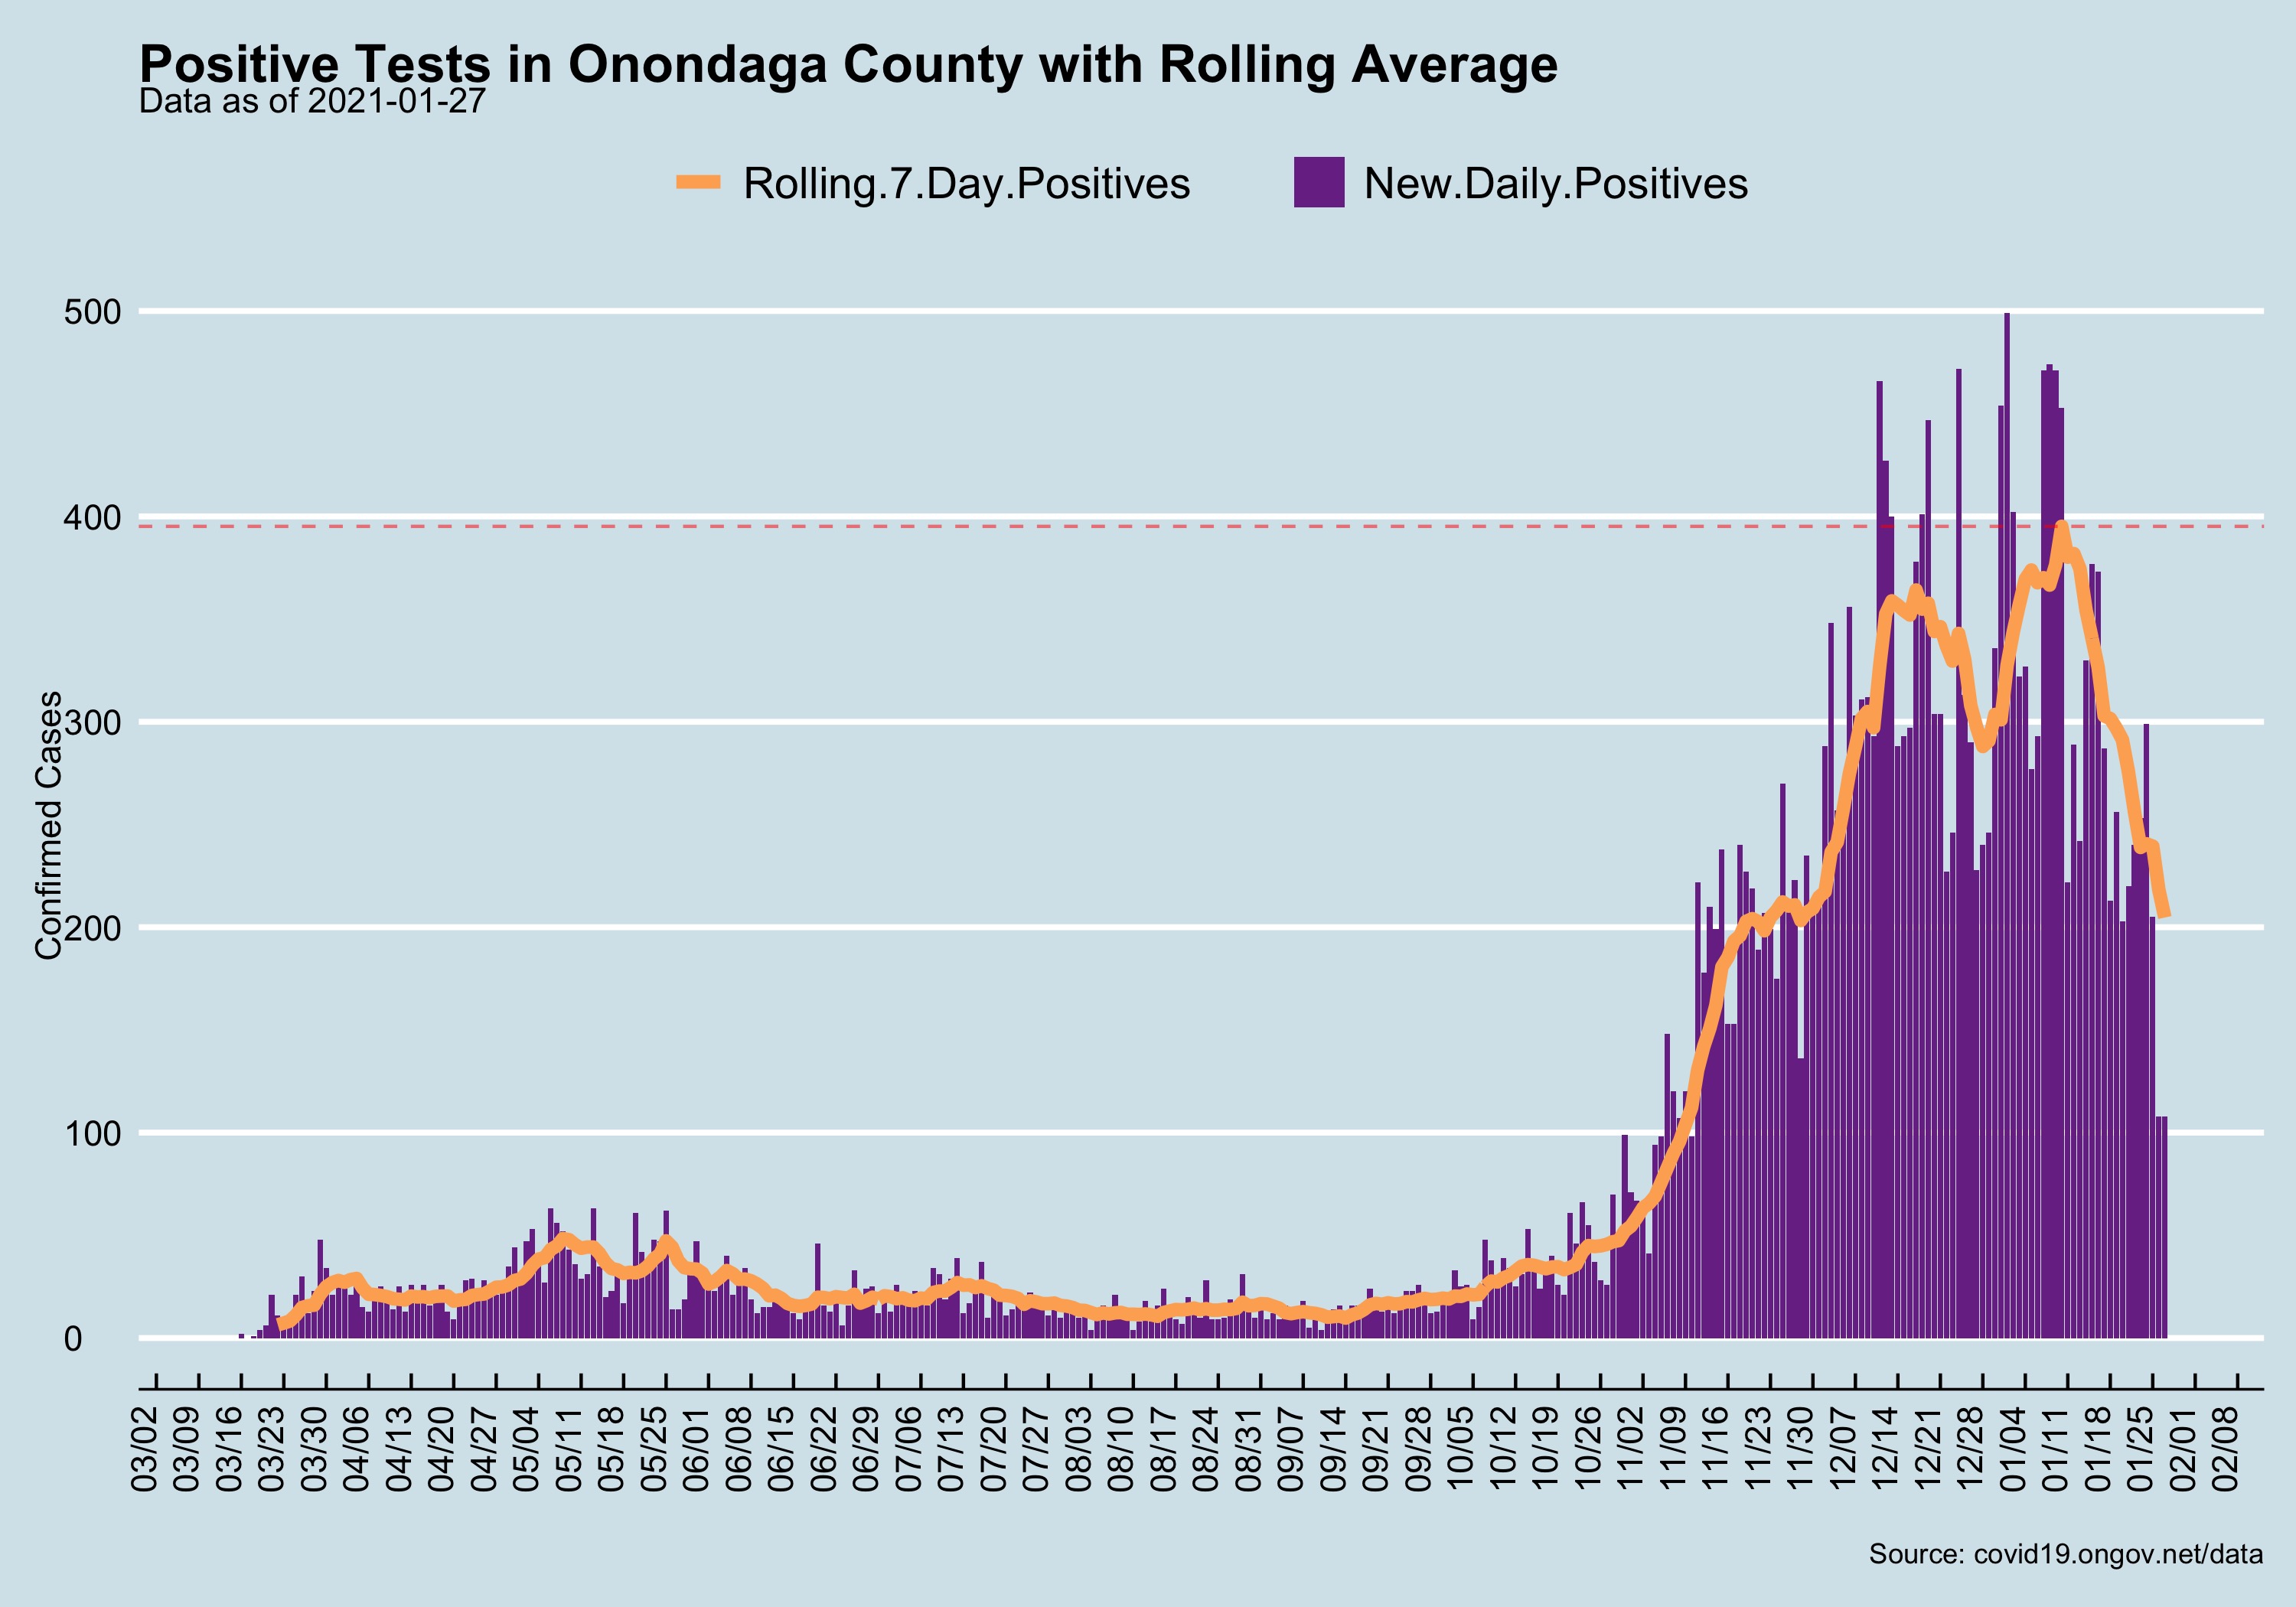 Positive Tests in Onondaga County with Rolling Average
Data as of 2021-01-27
Rolling.7.Day.Positives New.Daily.Positives
500
400
300
200
100
0
Confirmed Cases
03/02 03/09 03/16 03/23 03/30 04/06 04/13 04/20 04/27 05/04 05/11 05/18 05/25 06/01 06/08 06/15 06/22 06/29 07/06 07/13 07/20 07/27 08/03 08/10 08/17 08/24 08/31 09/07 09/14 09/21 09/28 10/05 10/12 10/19 10/26 11/02 11/09 11/16 11/23 11/30 12/07 12/14 12/21 12/28 01/04 01/11 01/18 01/25 02/01 02/08
Source: covid19.ongov.net/data